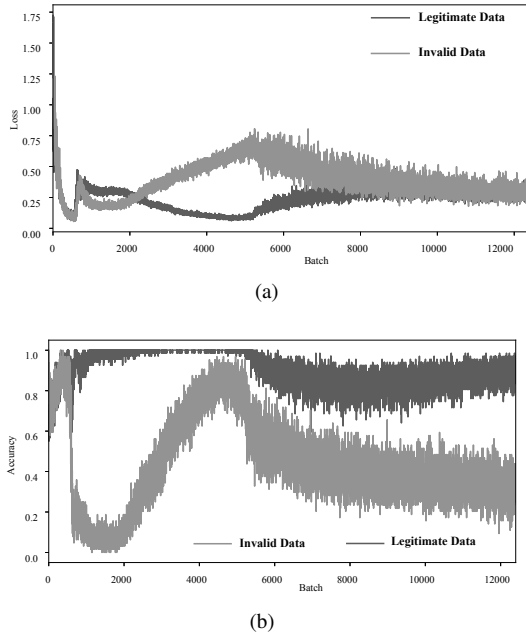 1.75
Legitimate Data
1.50
Invalid Data
1.25
1.00
Loss
0.75
0.50
0.25
0.00
0 2000 4000 6000 8000 10000 12000
Batch
(a)
1.0
0.8
0.6
Accuracy
0.4
0.2
Invalid Data Legitimate Data
0.0
0 2000 4000 6000 8000 10000 12000
Batch
(b)